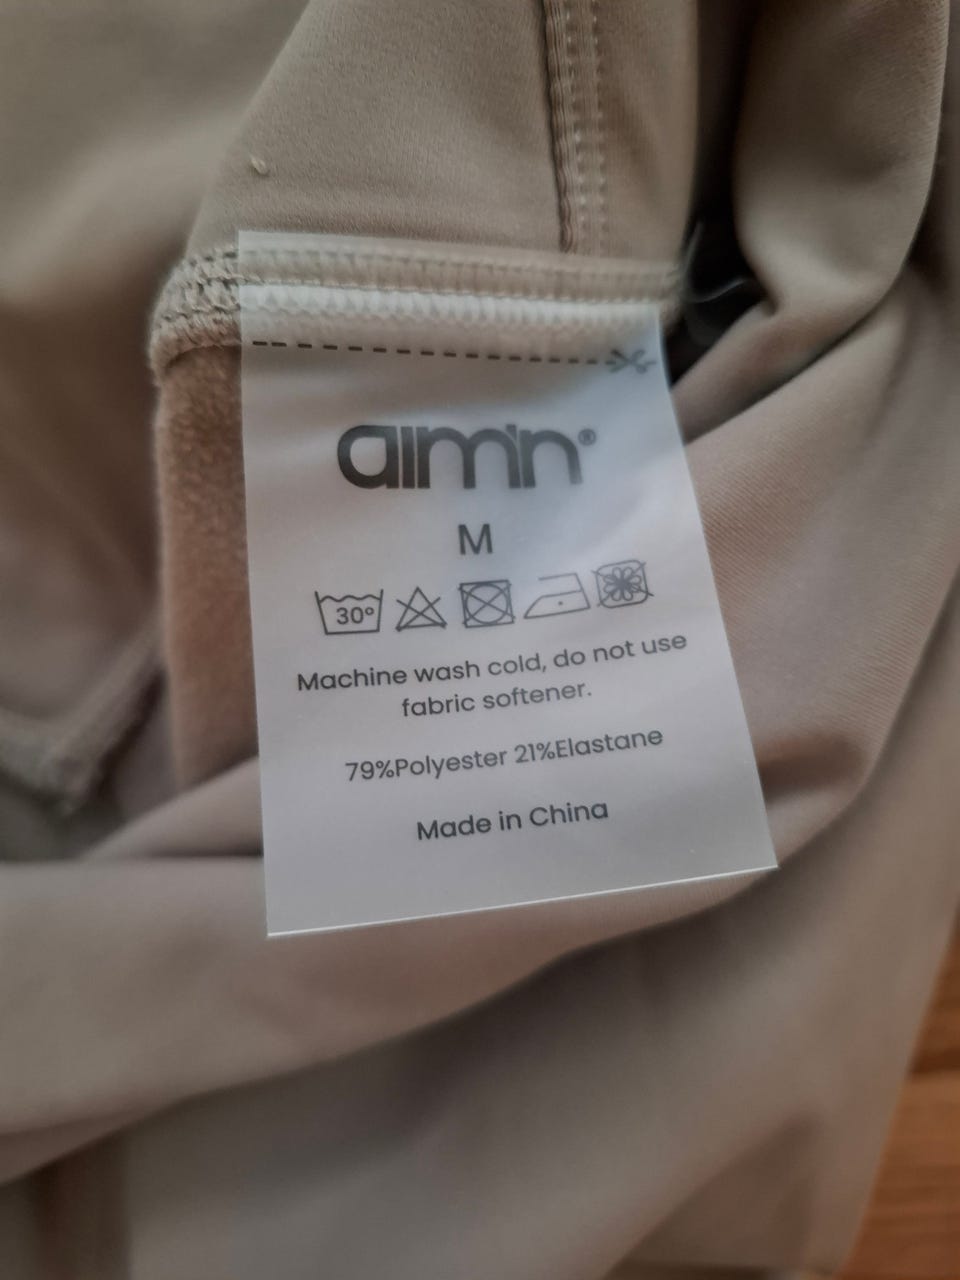 aim'n®
M
30°
Machine wash cold, do not use
fabric softener.
79%Polyester 21%Elastane
Made in China